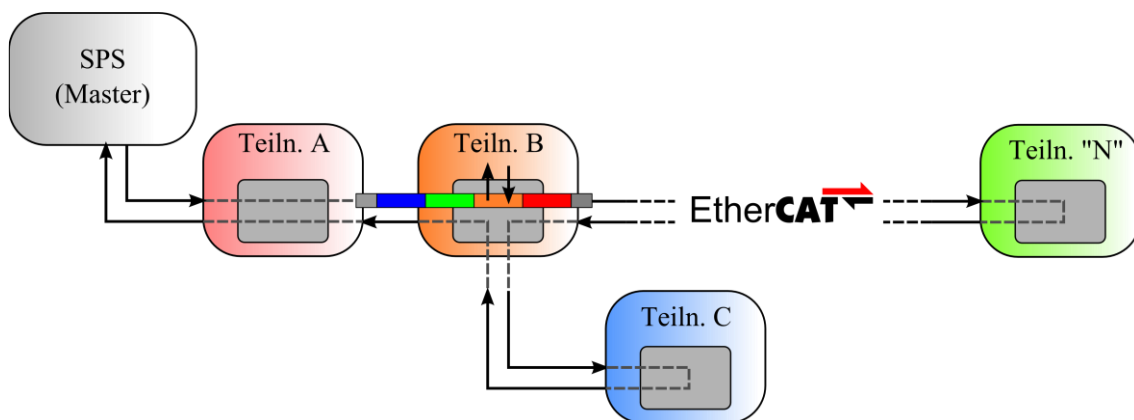 SPS
(Master)
Teiln. A
Teiln. B
Teiln. "N"
EtherCAT
Teiln. C